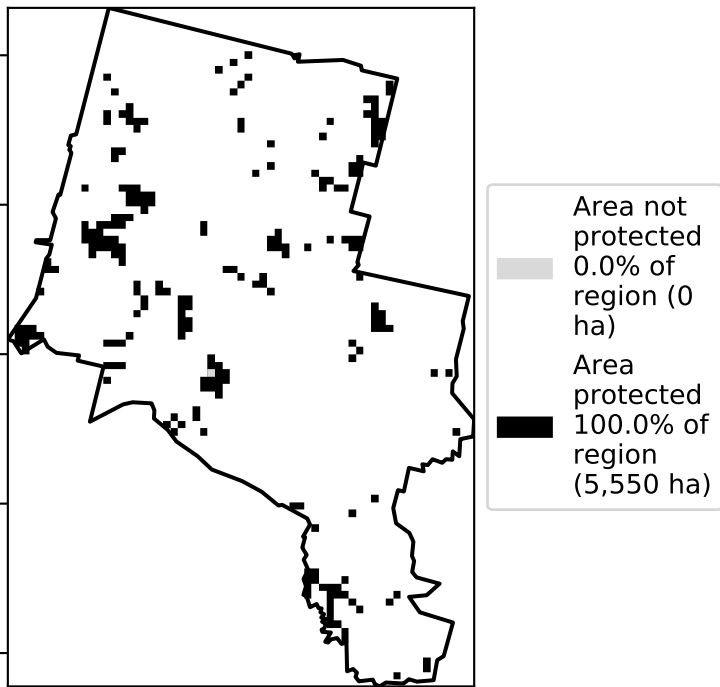 Area not
protected
0.0% of
region (0
ha)
Area
protected
100.0% of
region
(5,550 ha)